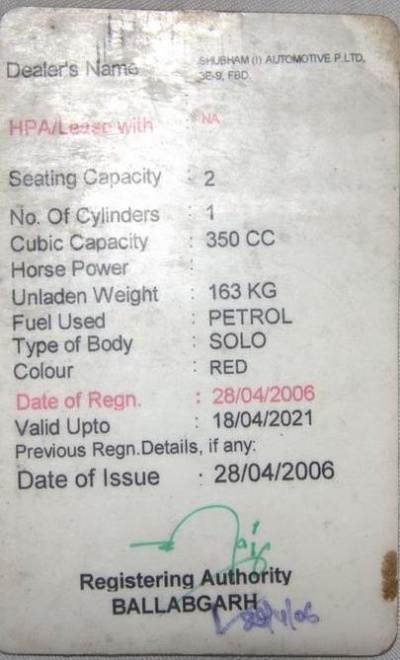 Dealer's Name : SHUBHAM (I) AUTOMOTIVE P.LTD,
3E-9, FBD.
HPA/Lease with : NA
Seating Capacity : 2
No. Of Cylinders : 1
Cubic Capacity : 350 CC
Horse Power :
Unladen Weight : 163 KG
Fuel Used : PETROL
Type of Body : SOLO
Colour : RED
Date of Regn. : 28/04/2006
Valid Upto : 18/04/2021
Previous Regn.Details, if any:
Date of Issue : 28/04/2006
Registering Authority
BALLABGARH